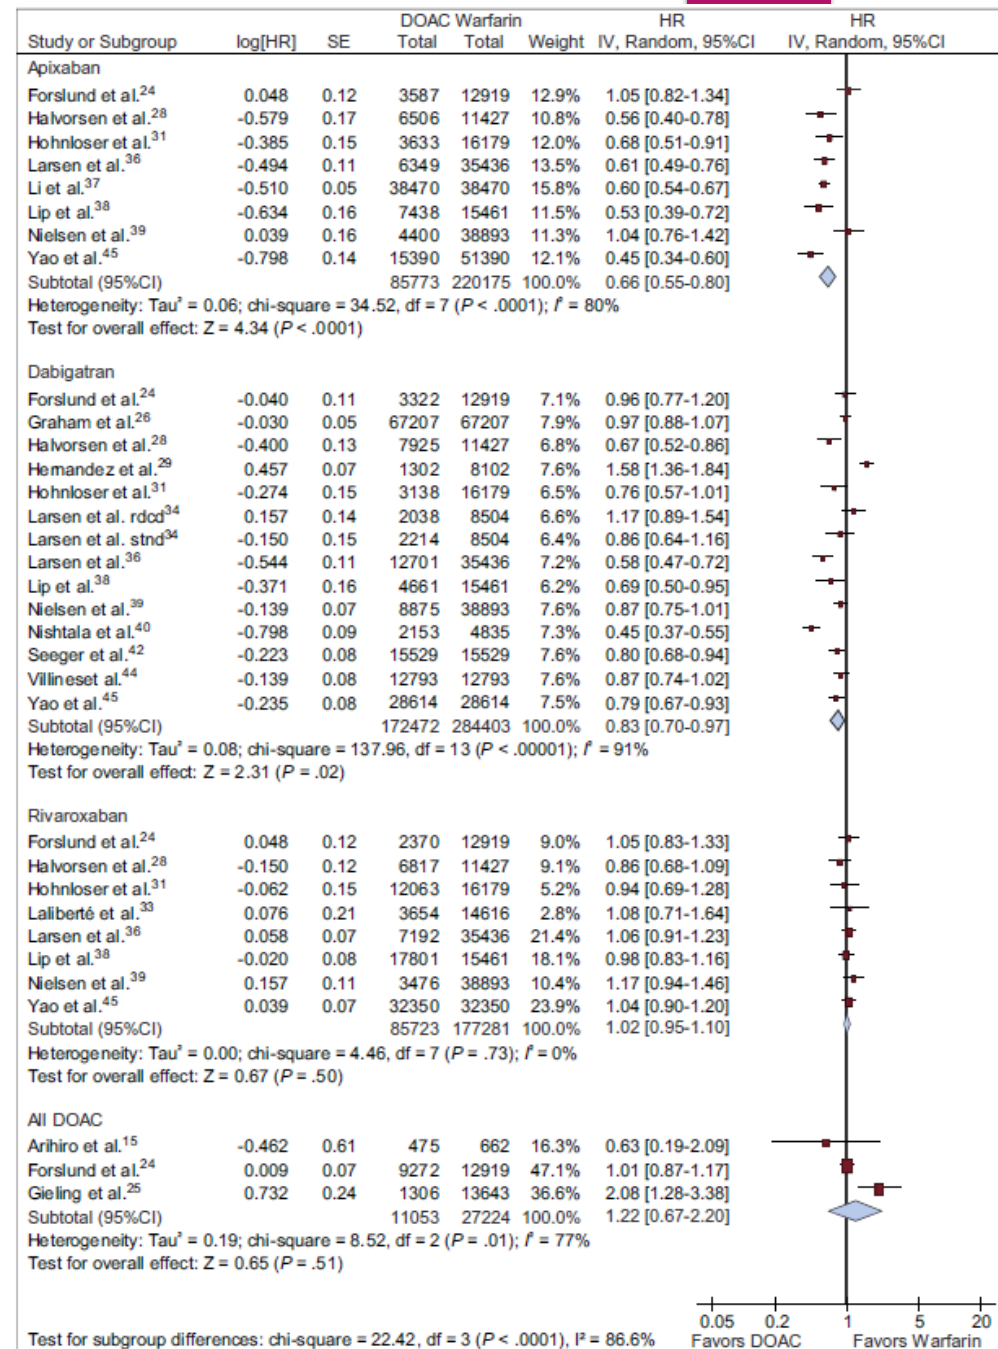 DOAC Warfarin HR HR
Study or Subgroup log[HR] SE Total Total Weight IV, Random, 95%CI IV, Random, 95%CI
Apixaban
Forslund et al.24 0.048 0.12 3587 12919 12.9% 1.05 [0.82-1.34]
Halvorsen et al.28 -0.579 0.17 6506 11427 10.8% 0.56 [0.40-0.78]
Hohnloser et al.31 -0.385 0.15 3633 16179 12.0% 0.68 [0.51-0.91]
Larsen et al.36 -0.494 0.11 6349 35436 13.5% 0.61 [0.49-0.76]
Li et al.37 -0.510 0.05 38470 38470 15.8% 0.60 [0.54-0.67]
Lip et al.38 -0.634 0.16 7438 15461 11.5% 0.53 [0.39-0.72]
Nielsen et al.39 0.039 0.16 4400 38893 11.3% 1.04 [0.76-1.42]
Yao et al.45 -0.798 0.14 15390 51390 12.1% 0.45 [0.34-0.60]
Subtotal (95%CI) 85773 220175 100.0% 0.66 [0.55-0.80]
Heterogeneity: Tau² = 0.06; chi-square = 34.52, df = 7 (P < .0001); I² = 80%
Test for overall effect: Z = 4.34 (P < .0001)
Dabigatran
Forslund et al.24 -0.040 0.11 3322 12919 7.1% 0.96 [0.77-1.20]
Graham et al.26 -0.030 0.05 67207 67207 7.9% 0.97 [0.88-1.07]
Halvorsen et al.28 -0.400 0.13 7925 11427 6.8% 0.67 [0.52-0.86]
Hernandez et al.29 0.457 0.07 1302 8102 7.6% 1.58 [1.36-1.84]
Hohnloser et al.31 -0.274 0.15 3138 16179 6.5% 0.76 [0.57-1.01]
Larsen et al. rdcd34 0.157 0.14 2038 8504 6.6% 1.17 [0.89-1.54]
Larsen et al. stnd34 -0.150 0.15 2214 8504 6.4% 0.86 [0.64-1.16]
Larsen et al.36 -0.544 0.11 12701 35436 7.2% 0.58 [0.47-0.72]
Lip et al.38 -0.371 0.16 4661 15461 6.2% 0.69 [0.50-0.95]
Nielsen et al.39 -0.139 0.07 8875 38893 7.6% 0.87 [0.75-1.01]
Nishtala et al.40 -0.798 0.09 2153 4835 7.3% 0.45 [0.37-0.55]
Seeger et al.42 -0.223 0.08 15529 15529 7.6% 0.80 [0.68-0.94]
Villineset al.44 -0.139 0.08 12793 12793 7.6% 0.87 [0.74-1.02]
Yao et al.45 -0.235 0.08 28614 28614 7.5% 0.79 [0.67-0.93]
Subtotal (95%CI) 172472 284403 100.0% 0.83 [0.70-0.97]
Heterogeneity: Tau² = 0.08; chi-square = 137.96, df = 13 (P < .00001); I² = 91%
Test for overall effect: Z = 2.31 (P = .02)
Rivaroxaban
Forslund et al.24 0.048 0.12 2370 12919 9.0% 1.05 [0.83-1.33]
Halvorsen et al.28 -0.150 0.12 6817 11427 9.1% 0.86 [0.68-1.09]
Hohnloser et al.31 -0.062 0.15 12063 16179 5.2% 0.94 [0.69-1.28]
Laliberté et al.33 0.076 0.21 3654 14616 2.8% 1.08 [0.71-1.64]
Larsen et al.36 0.058 0.07 7192 35436 21.4% 1.06 [0.91-1.23]
Lip et al.38 -0.020 0.08 17801 15461 18.1% 0.98 [0.83-1.16]
Nielsen et al.39 0.157 0.11 3476 38893 10.4% 1.17 [0.94-1.46]
Yao et al.45 0.039 0.07 32350 32350 23.9% 1.04 [0.90-1.20]
Subtotal (95%CI) 85723 177281 100.0% 1.02 [0.95-1.10]
Heterogeneity: Tau² = 0.00; chi-square = 4.46, df = 7 (P = .73); I² = 0%
Test for overall effect: Z = 0.67 (P = .50)
All DOAC
Arihiro et al.15 -0.462 0.61 475 662 16.3% 0.63 [0.19-2.09]
Forslund et al.24 0.009 0.07 9272 12919 47.1% 1.01 [0.87-1.17]
Gieling et al.25 0.732 0.24 1306 13643 36.6% 2.08 [1.28-3.38]
Subtotal (95%CI) 11053 27224 100.0% 1.22 [0.67-2.20]
Heterogeneity: Tau² = 0.19; chi-square = 8.52, df = 2 (P = .01); I² = 77%
Test for overall effect: Z = 0.65 (P = .51)
0.05 0.2 1 5 20
Test for subgroup differences: chi-square = 22.42, df = 3 (P < .0001), I² = 86.6% Favors DOAC Favors Warfarin